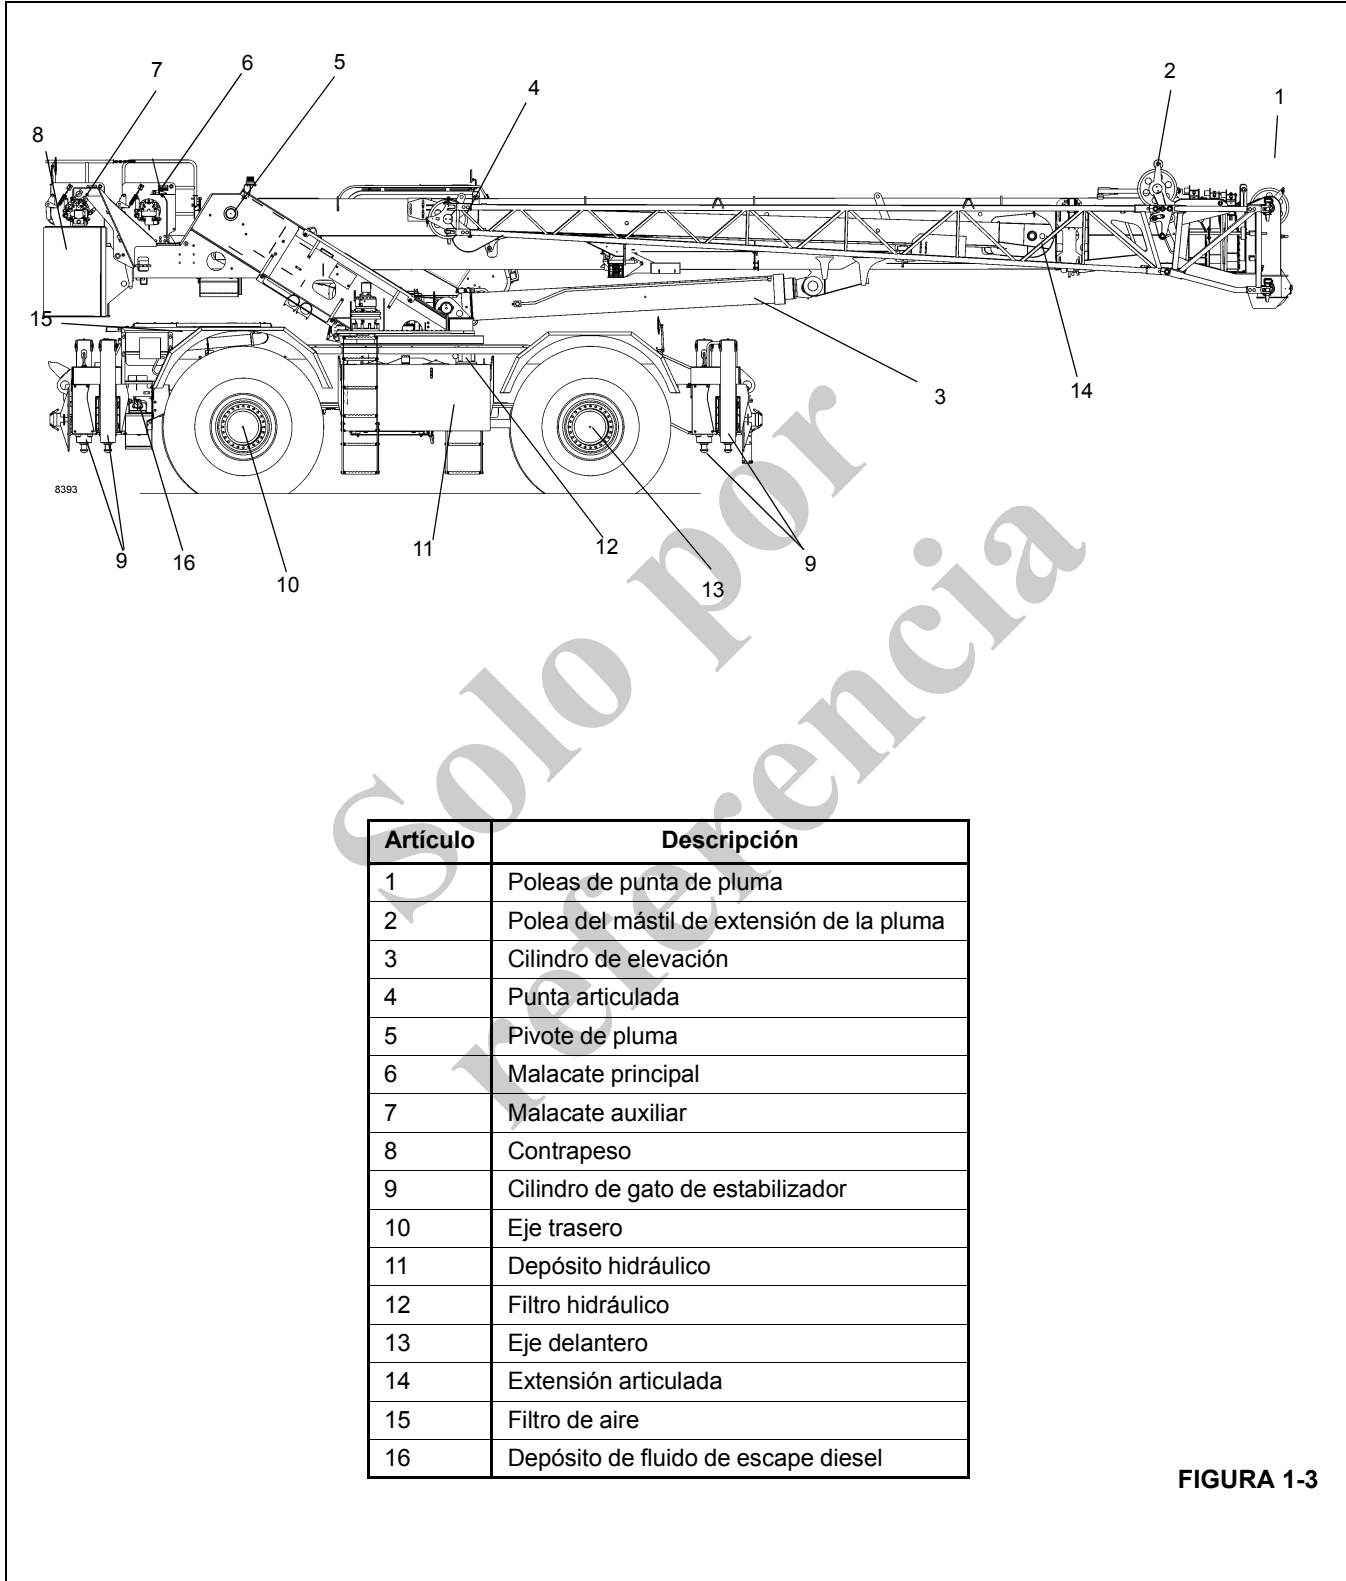 7
6
5
4
2
1
8
15
3
14
8393
9
16
10
11
12
13
9
Solo por
referencia
Artículo Descripción
1 Poleas de punta de pluma
2 Polea del mástil de extensión de la pluma
3 Cilindro de elevación
4 Punta articulada
5 Pivote de pluma
6 Malacate principal
7 Malacate auxiliar
8 Contrapeso
9 Cilindro de gato de estabilizador
10 Eje trasero
11 Depósito hidráulico
12 Filtro hidráulico
13 Eje delantero
14 Extensión articulada
15 Filtro de aire
16 Depósito de fluido de escape diesel
FIGURA 1-3